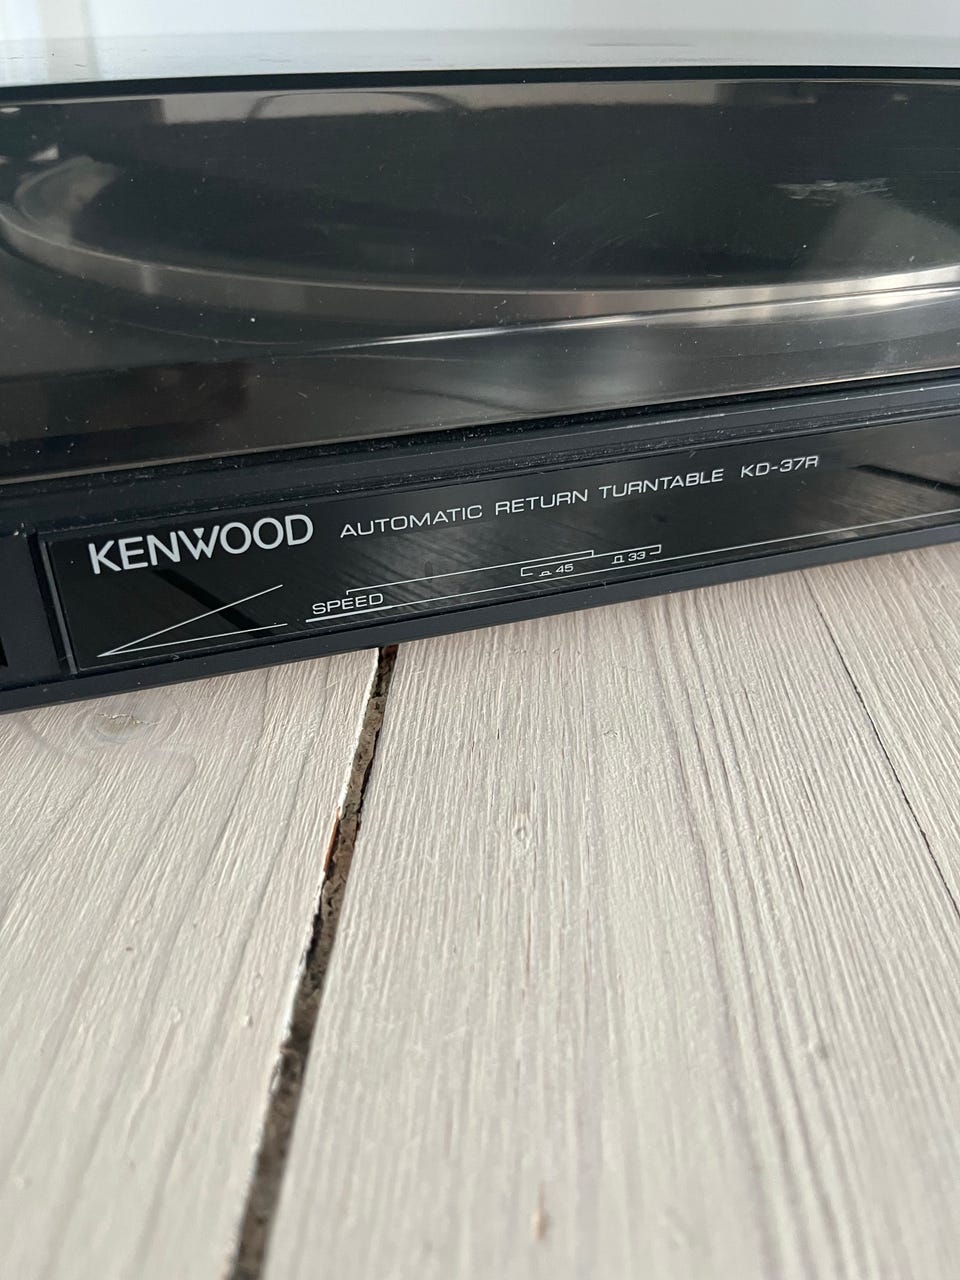 KENWOOD AUTOMATIC RETURN TURNTABLE KD-37R
SPEED 45 33